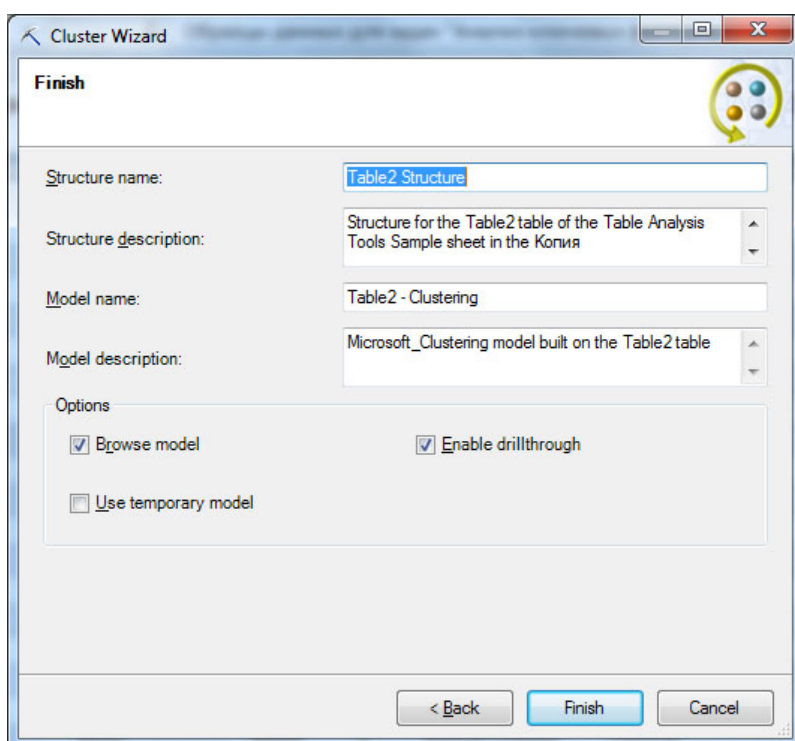 Cluster Wizard
Finish
Structure name:
Table2 Structure
Structure description:
Structure for the Table2 table of the Table Analysis
Tools Sample sheet in the Копия
Model name:
Table2 - Clustering
Model description:
Microsoft_Clustering model built on the Table2 table
Options
Browse model
Enable drillthrough
Use temporary model
< Back
Finish
Cancel